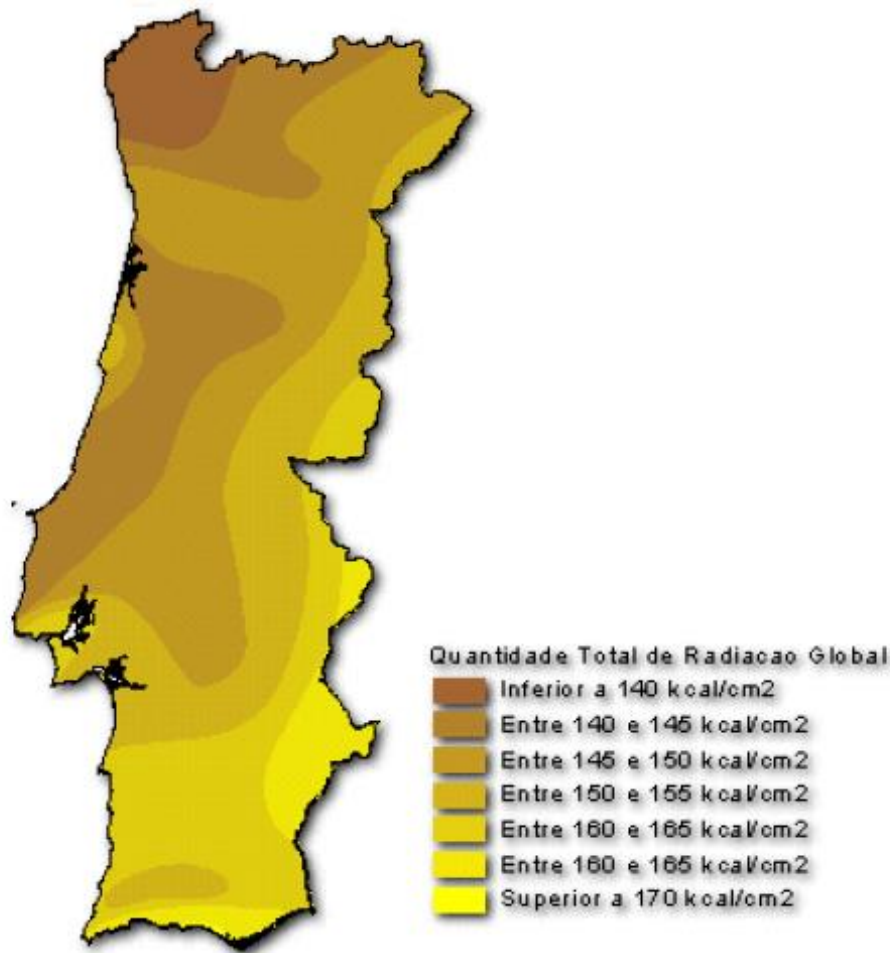 Quantidade Total de Radiacao Global
Inferior a 140 kcal/cm2
Entre 140 e 145 kcal/cm2
Entre 145 e 150 kcal/cm2
Entre 150 e 155 kcal/cm2
Entre 160 e 165 kcal/cm2
Entre 160 e 165 kcal/cm2
Superior a 170 kcal/cm2